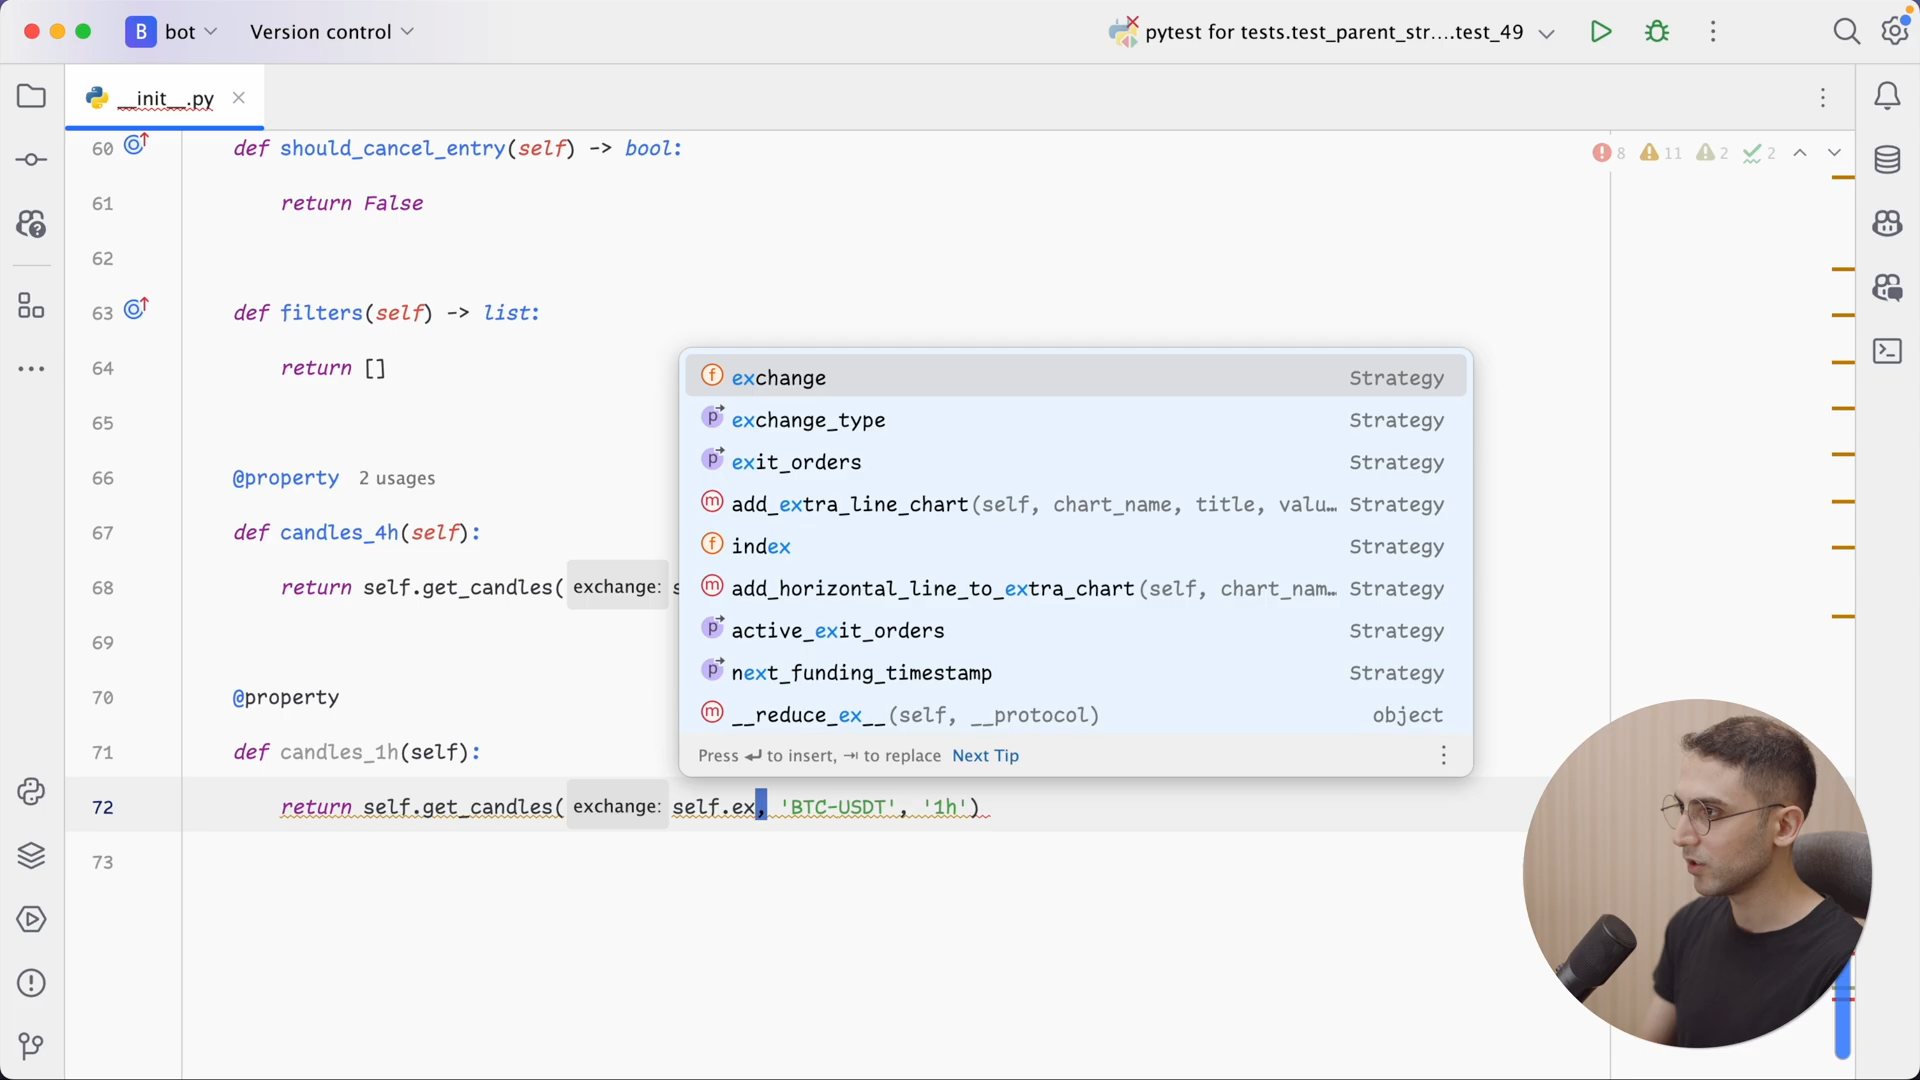 B bot Version control pytest for tests.test_parent_str....test_49
__init__.py
60 def should_cancel_entry(self) -> bool: 8 11 2 2
61 return False
62
63 def filters(self) -> list:
64 return []
65
66 @property 2 usages
67 def candles_4h(self):
68 return self.get_candles( exchange: s
69
70 @property
71 def candles_1h(self):
72 return self.get_candles( exchange: self.ex, 'BTC-USDT', '1h')
73
f exchange Strategy
p exchange_type Strategy
p exit_orders Strategy
m add_extra_line_chart(self, chart_name, title, valu… Strategy
f index Strategy
m add_horizontal_line_to_extra_chart(self, chart_nam… Strategy
p active_exit_orders Strategy
p next_funding_timestamp Strategy
m __reduce_ex__(self, __protocol) object
Press ↵ to insert, ⇥ to replace Next Tip